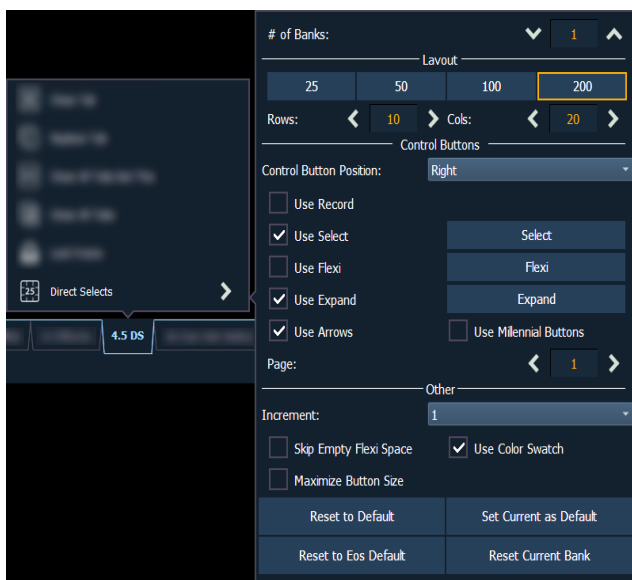 # of Banks: 1
Layout
25 50 100 200
Rows: 10 Cols: 20
Control Buttons
Control Button Position: Right
Use Record
Use Select Select
Use Flexi Flexi
Use Expand Expand
Use Arrows Use Millennial Buttons
Page: 1
Other
Increment: 1
Skip Empty Flexi Space Use Color Swatch
Maximize Button Size
Reset to Default Set Current as Default
Reset to Eos Default Reset Current Bank
25 Direct Selects
4.5 DS